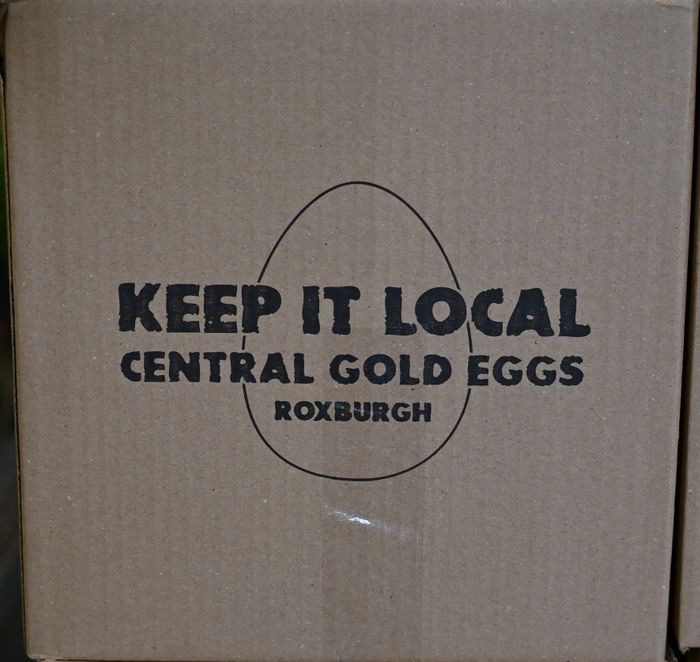 KEEP IT LOCAL
CENTRAL GOLD EGGS
ROXBURGH